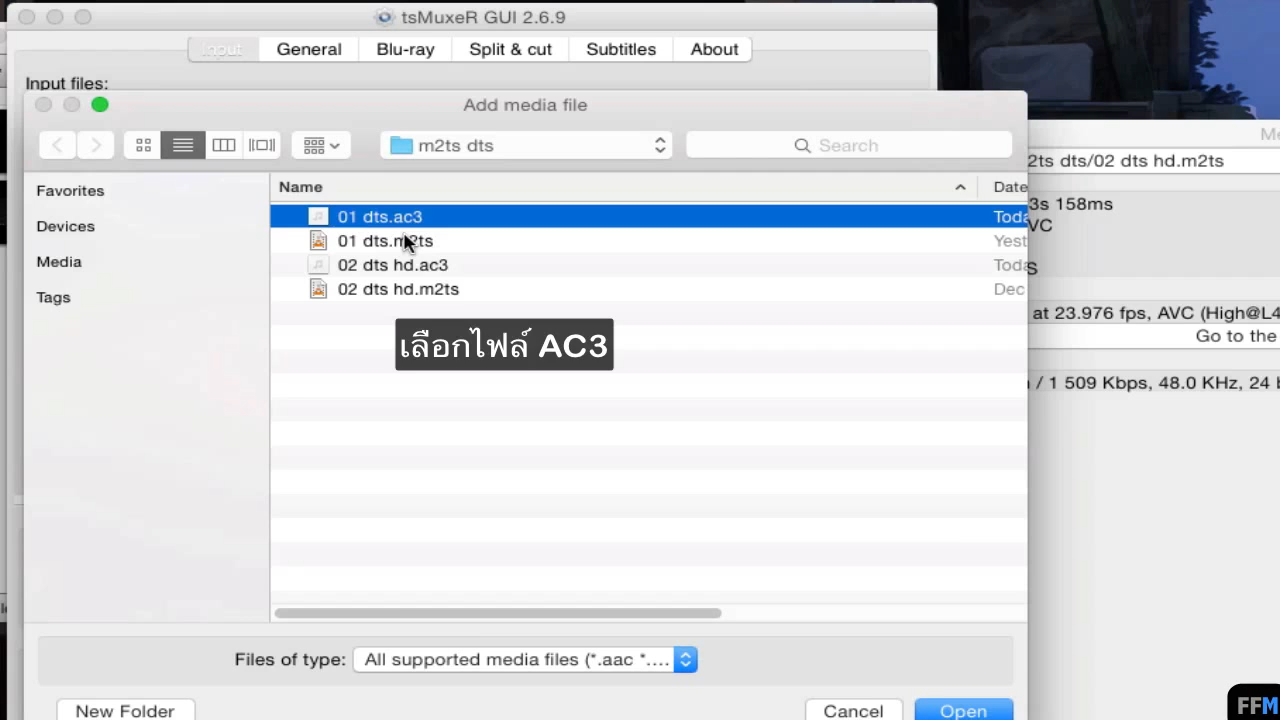 tsMuxeR GUI 2.6.9
Input General Blu-ray Split & cut Subtitles About
Input files:
Add media file
m2ts dts
Search
2ts dts/02 dts hd.m2ts
Favorites
Devices
Media
Tags
Name Date
01 dts.ac3 Toda
01 dts.m2ts Yest
02 dts hd.ac3 Toda
02 dts hd.m2ts Dec
3s 158ms
VC
S
at 23.976 fps, AVC (High@L4
Go to the
/ 1 509 Kbps, 48.0 KHz, 24 b
เลือกไฟล์ AC3
Files of type: All supported media files (*.aac *....
New Folder Cancel Open
FFM